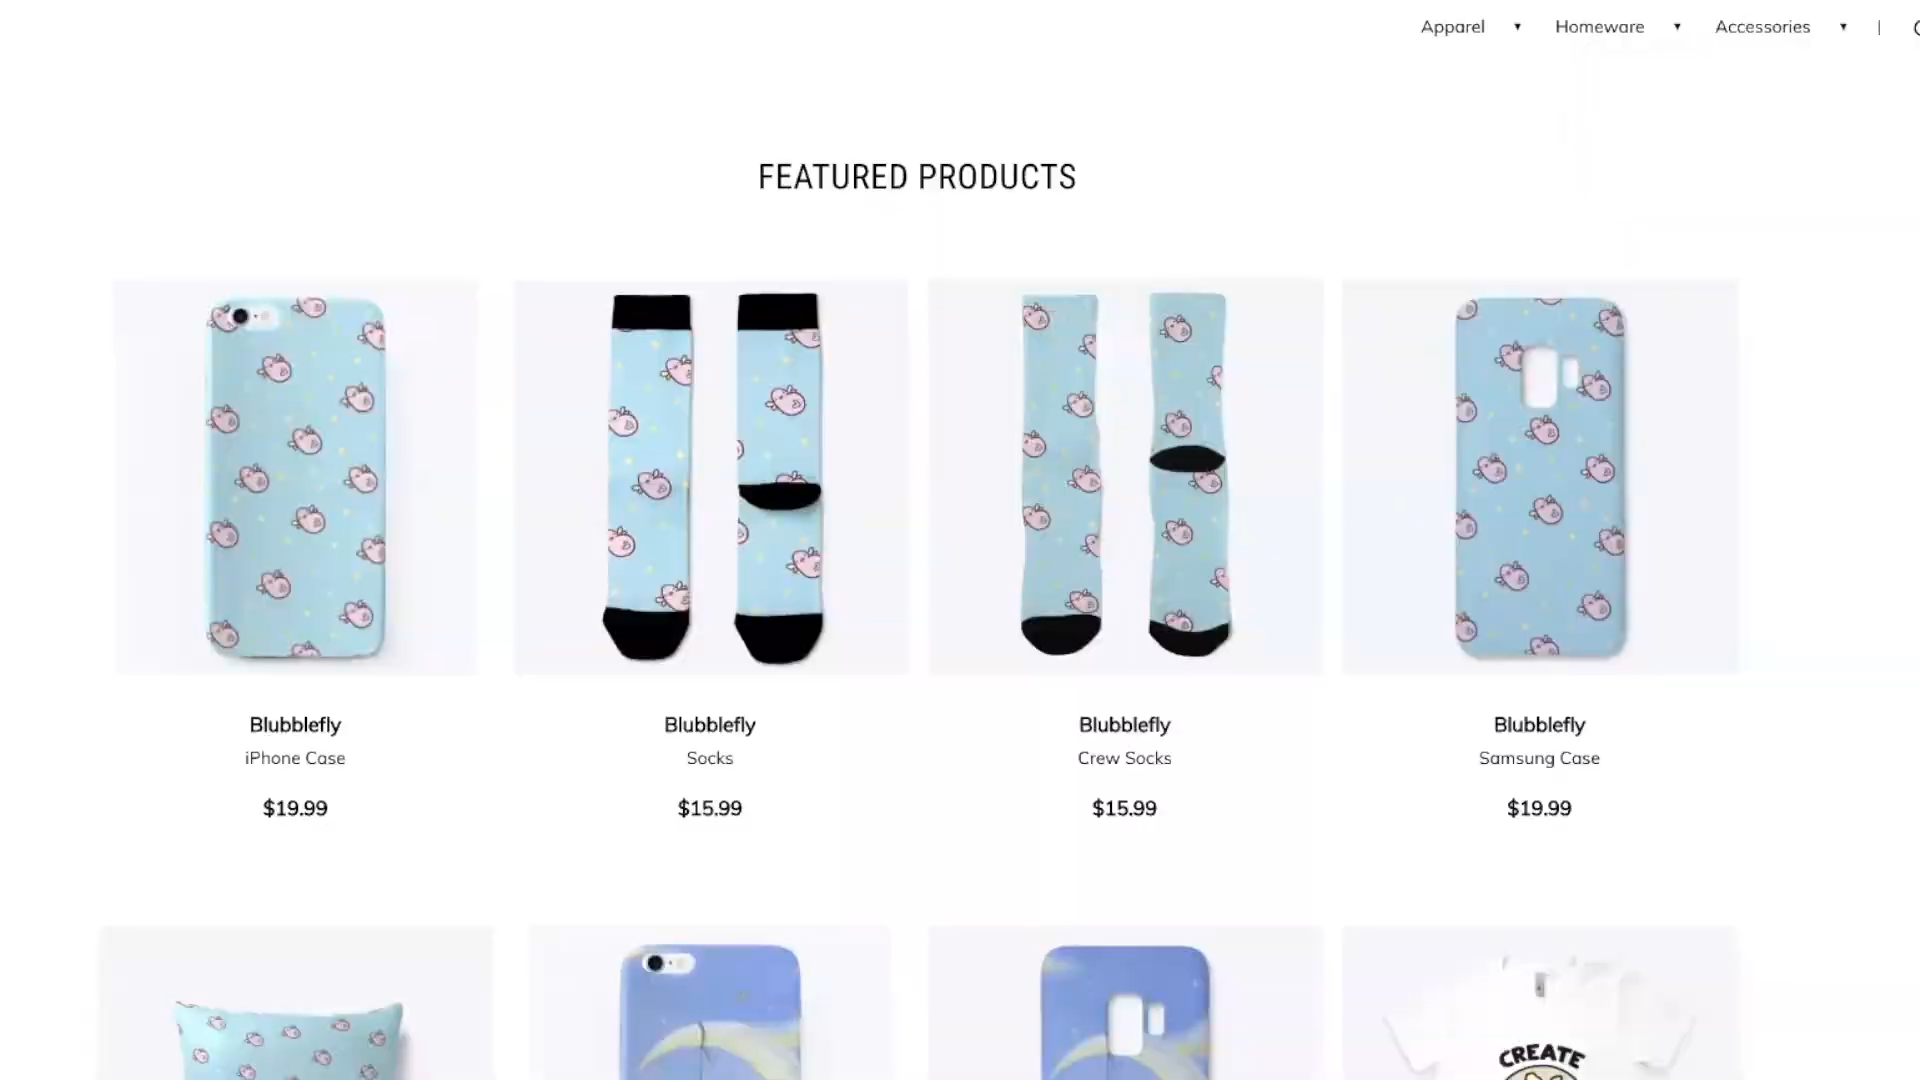 Apparel ▼ Homeware ▼ Accessories ▼ |
FEATURED PRODUCTS
Blubblefly
iPhone Case
$19.99
Blubblefly
Socks
$15.99
Blubblefly
Crew Socks
$15.99
Blubblefly
Samsung Case
$19.99
CREATE